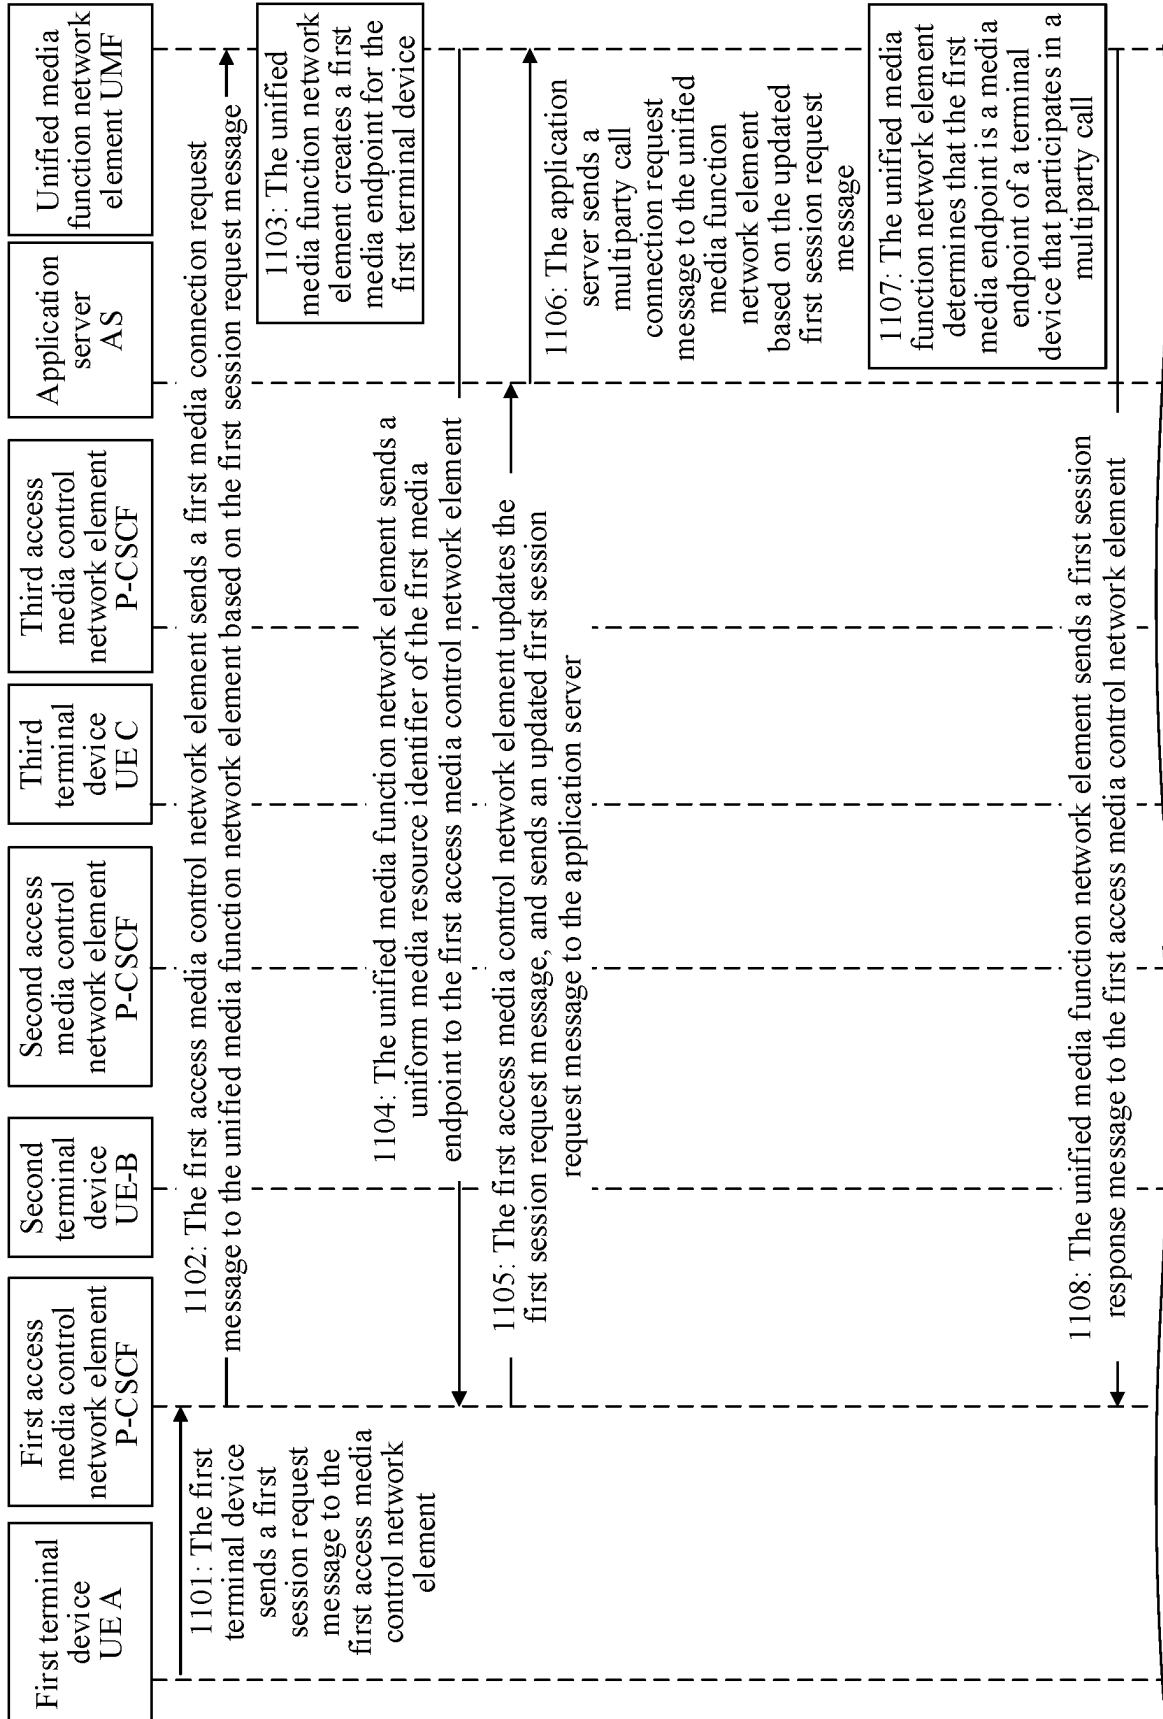 First terminal
device
UE A
First access
media control
network element
P-CSCF
Second
terminal
device
UE-B
Second access
media control
network element
P-CSCF
Third
terminal
device
UE C
Third access
media control
network element
P-CSCF
Application
server
AS
Unified media
function network
element UMF
1101: The first
terminal device
sends a first
session request
message to the
first access media
control network
element
1102: The first access media control network element sends a first media connection request
message to the unified media function network element based on the first session request message
1103: The unified
media function network
element creates a first
media endpoint for the
first terminal device
1104: The unified media function network element sends a
uniform media resource identifier of the first media
endpoint to the first access media control network element
1105: The first access media control network element updates the
first session request message, and sends an updated first session
request message to the application server
1106: The application
server sends a
multiparty call
connection request
message to the unified
media function
network element
based on the updated
first session request
message
1107: The unified media
function network element
determines that the first
media endpoint is a media
endpoint of a terminal
device that participates in a
multiparty call
1108: The unified media function network element sends a first session
response message to the first access media control network element